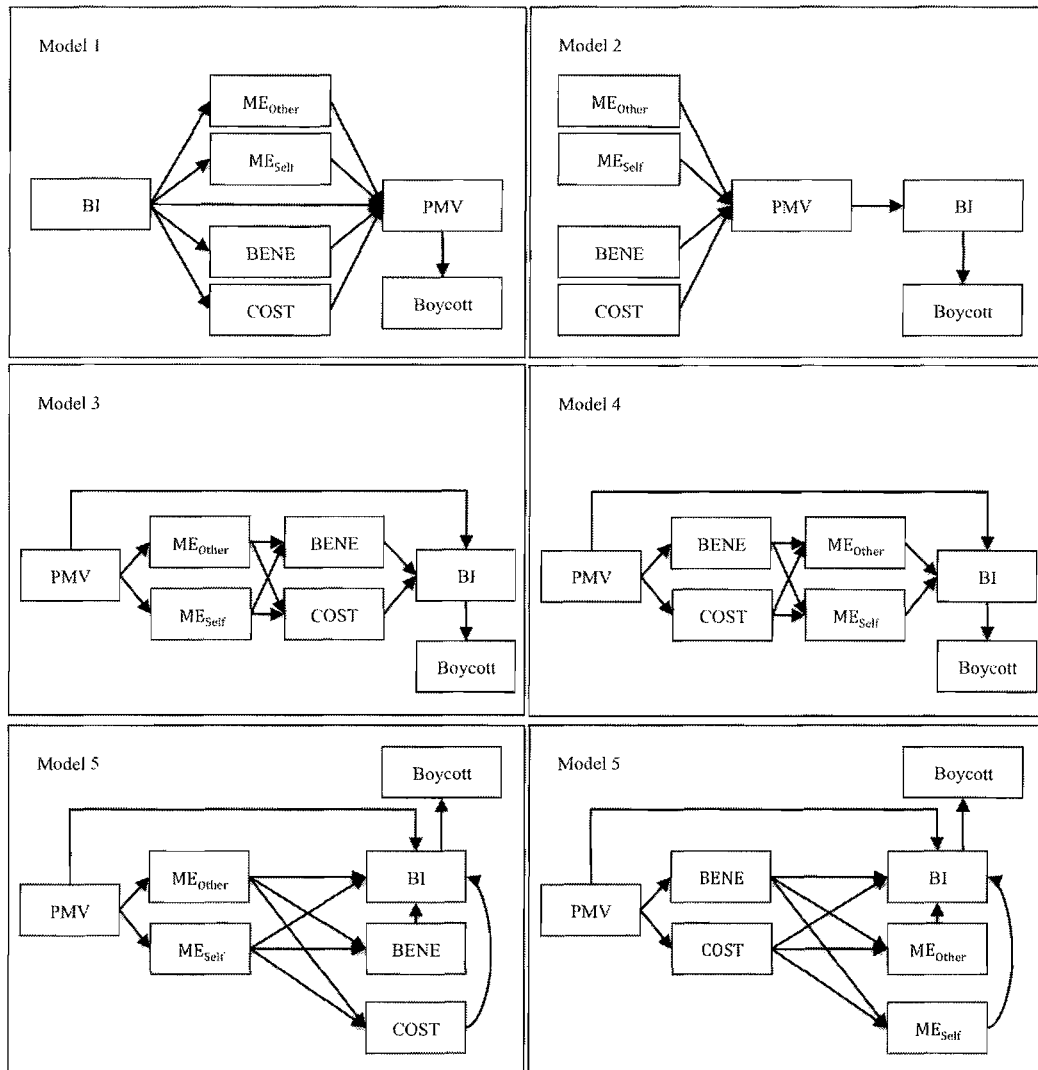 Model 1
ME_Other
ME_Self
BI
PMV
BENE
COST
Boycott
Model 2
ME_Other
ME_Self
PMV
BI
BENE
COST
Boycott
Model 3
ME_Other
BENE
PMV
BI
ME_Self
COST
Boycott
Model 4
BENE
ME_Other
PMV
BI
COST
ME_Self
Boycott
Model 5
Boycott
ME_Other
BI
PMV
ME_Self
BENE
COST
Model 5
Boycott
BENE
BI
PMV
COST
ME_Other
ME_Self